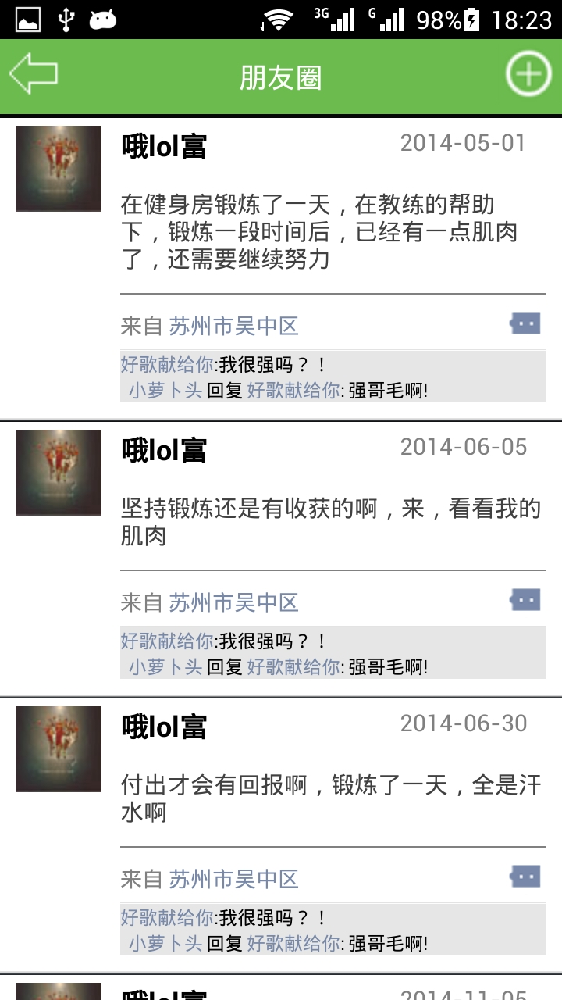 3G G 98% 18:23
朋友圈
哦lol富 2014-05-01
在健身房锻炼了一天，在教练的帮助
下，锻炼一段时间后，已经有一点肌肉
了，还需要继续努力
来自 苏州市吴中区
好歌献给你:我很强吗？！
小萝卜头 回复 好歌献给你: 强哥毛啊!
哦lol富 2014-06-05
坚持锻炼还是有收获的啊，来，看看我的
肌肉
来自 苏州市吴中区
好歌献给你:我很强吗？！
小萝卜头 回复 好歌献给你: 强哥毛啊!
哦lol富 2014-06-30
付出才会有回报啊，锻炼了一天，全是汗
水啊
来自 苏州市吴中区
好歌献给你:我很强吗？！
小萝卜头 回复 好歌献给你: 强哥毛啊!
哦lol富 2014-11-05